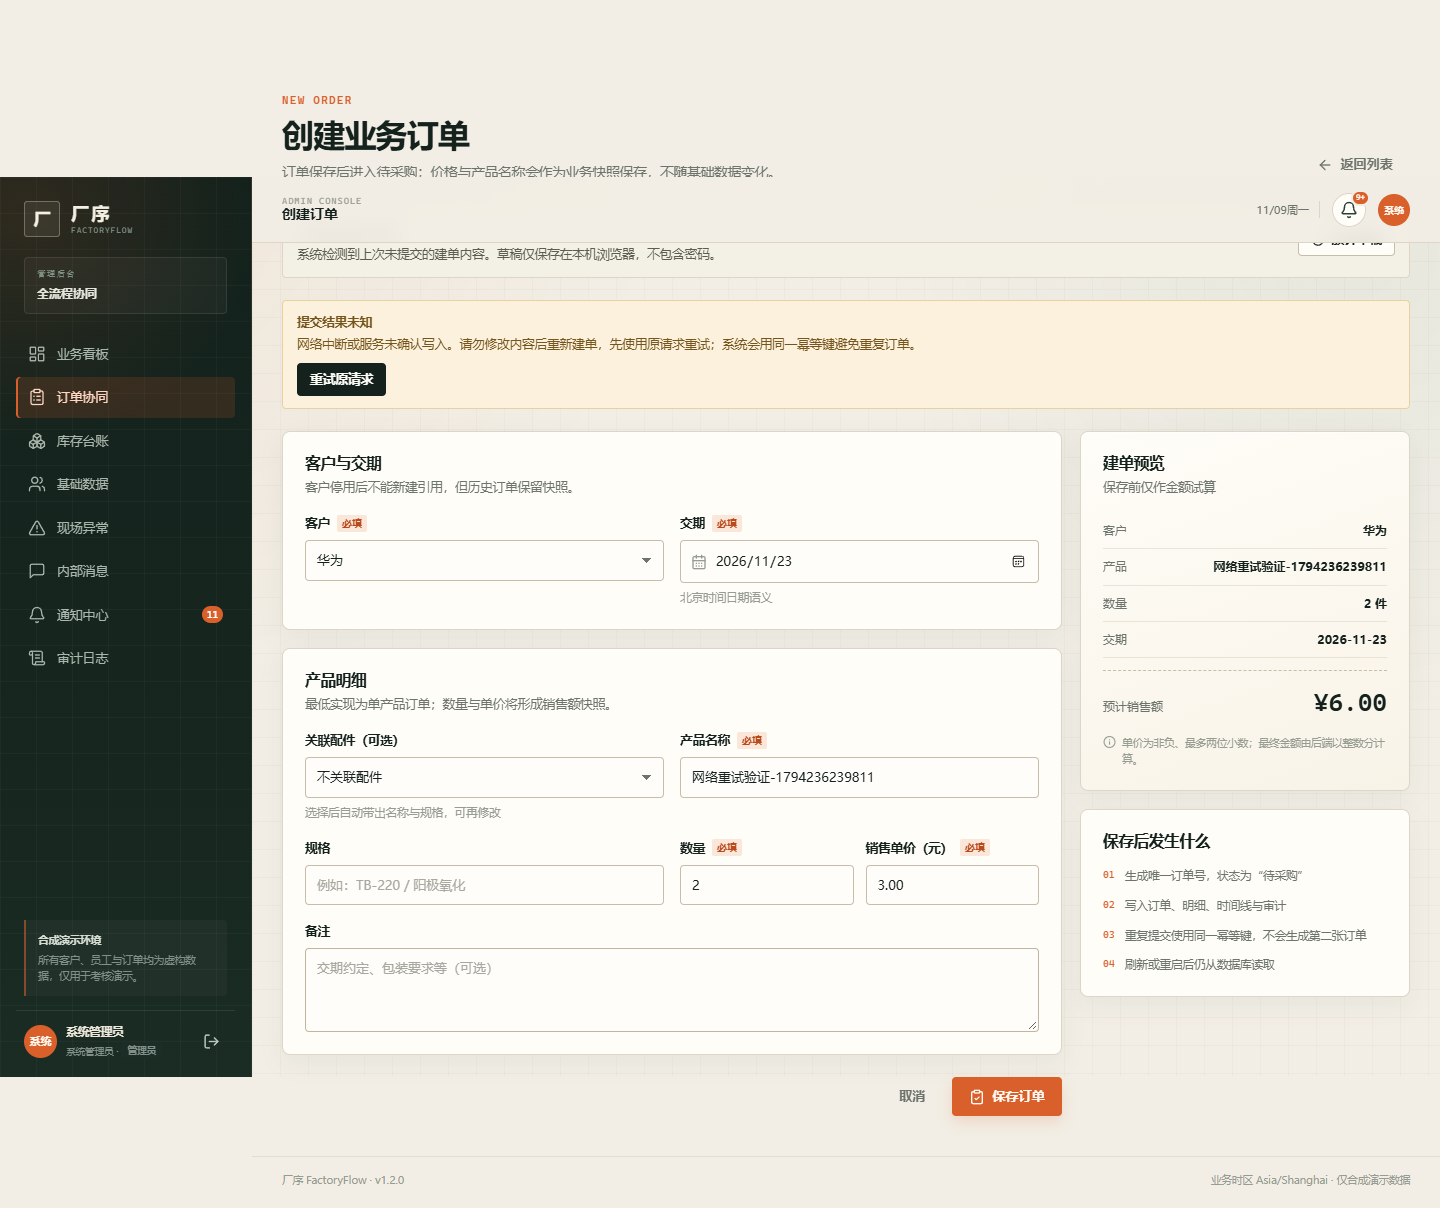 NEW ORDER
创建业务订单
订单保存后进入待采购；价格与产品名称会作为业务快照保存，不随基础数据变化。
返回列表
厂
厂序
FACTORYFLOW
ADMIN CONSOLE
创建订单
11/09周一
9+
系统
管理后台
全流程协同
系统检测到上次未提交的建单内容。草稿仅保存在本机浏览器，不包含密码。
提交结果未知
网络中断或服务未确认写入。请勿修改内容后重新建单，先使用原请求重试；系统会用同一幂等键避免重复订单。
重试原请求
业务看板
订单协同
库存台账
基础数据
现场异常
内部消息
通知中心
11
审计日志
客户与交期
客户停用后不能新建引用，但历史订单保留快照。
客户 必填
华为
交期 必填
2026/11/23
北京时间日期语义
产品明细
最低实现为单产品订单；数量与单价将形成销售额快照。
关联配件（可选）
不关联配件
选择后自动带出名称与规格，可再修改
产品名称 必填
网络重试验证-1794236239811
规格
例如：TB-220 / 阳极氧化
数量 必填
2
销售单价（元） 必填
3.00
备注
交期约定、包装要求等（可选）
取消
保存订单
建单预览
保存前仅作金额试算
客户 华为
产品 网络重试验证-1794236239811
数量 2 件
交期 2026-11-23
预计销售额 ¥6.00
单价为非负、最多两位小数；最终金额由后端以整数分计
算。
保存后发生什么
01 生成唯一订单号，状态为“待采购”
02 写入订单、明细、时间线与审计
03 重复提交使用同一幂等键，不会生成第二张订单
04 刷新或重启后仍从数据库读取
合成演示环境
所有客户、员工与订单均为虚构数
据，仅用于考核演示。
系统
系统管理员
系统管理员 · 管理员
厂序 FactoryFlow · v1.2.0
业务时区 Asia/Shanghai · 仅合成演示数据